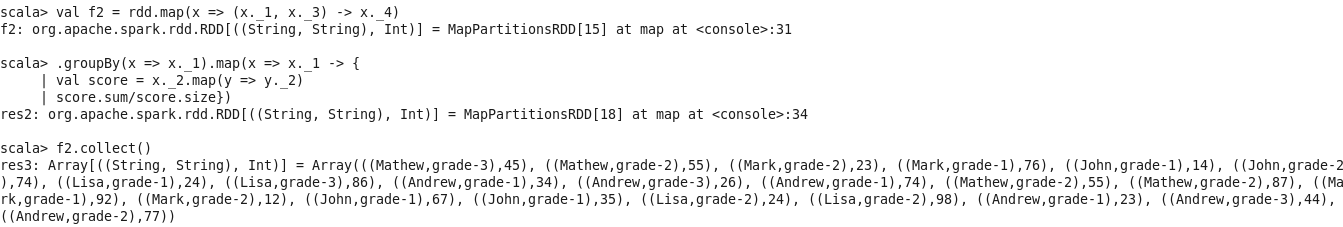 scala> val f2 = rdd.map(x => (x._1, x._3) -> x._4)
f2: org.apache.spark.rdd.RDD[((String, String), Int)] = MapPartitionsRDD[15] at map at <console>:31
scala> .groupBy(x => x._1).map(x => x._1 -> {
     | val score = x._2.map(y => y._2)
     | score.sum/score.size})
res2: org.apache.spark.rdd.RDD[((String, String), Int)] = MapPartitionsRDD[18] at map at <console>:34
scala> f2.collect()
res3: Array[((String, String), Int)] = Array(((Mathew,grade-3),45), ((Mathew,grade-2),55), ((Mark,grade-2),23), ((Mark,grade-1),76), ((John,grade-1),14), ((John,grade-2
),74), ((Lisa,grade-1),24), ((Lisa,grade-3),86), ((Andrew,grade-1),34), ((Andrew,grade-3),26), ((Andrew,grade-1),74), ((Mathew,grade-2),55), ((Mathew,grade-2),87), ((Ma
rk,grade-1),92), ((Mark,grade-2),12), ((John,grade-1),67), ((John,grade-1),35), ((Lisa,grade-2),24), ((Lisa,grade-2),98), ((Andrew,grade-1),23), ((Andrew,grade-3),44),
((Andrew,grade-2),77))